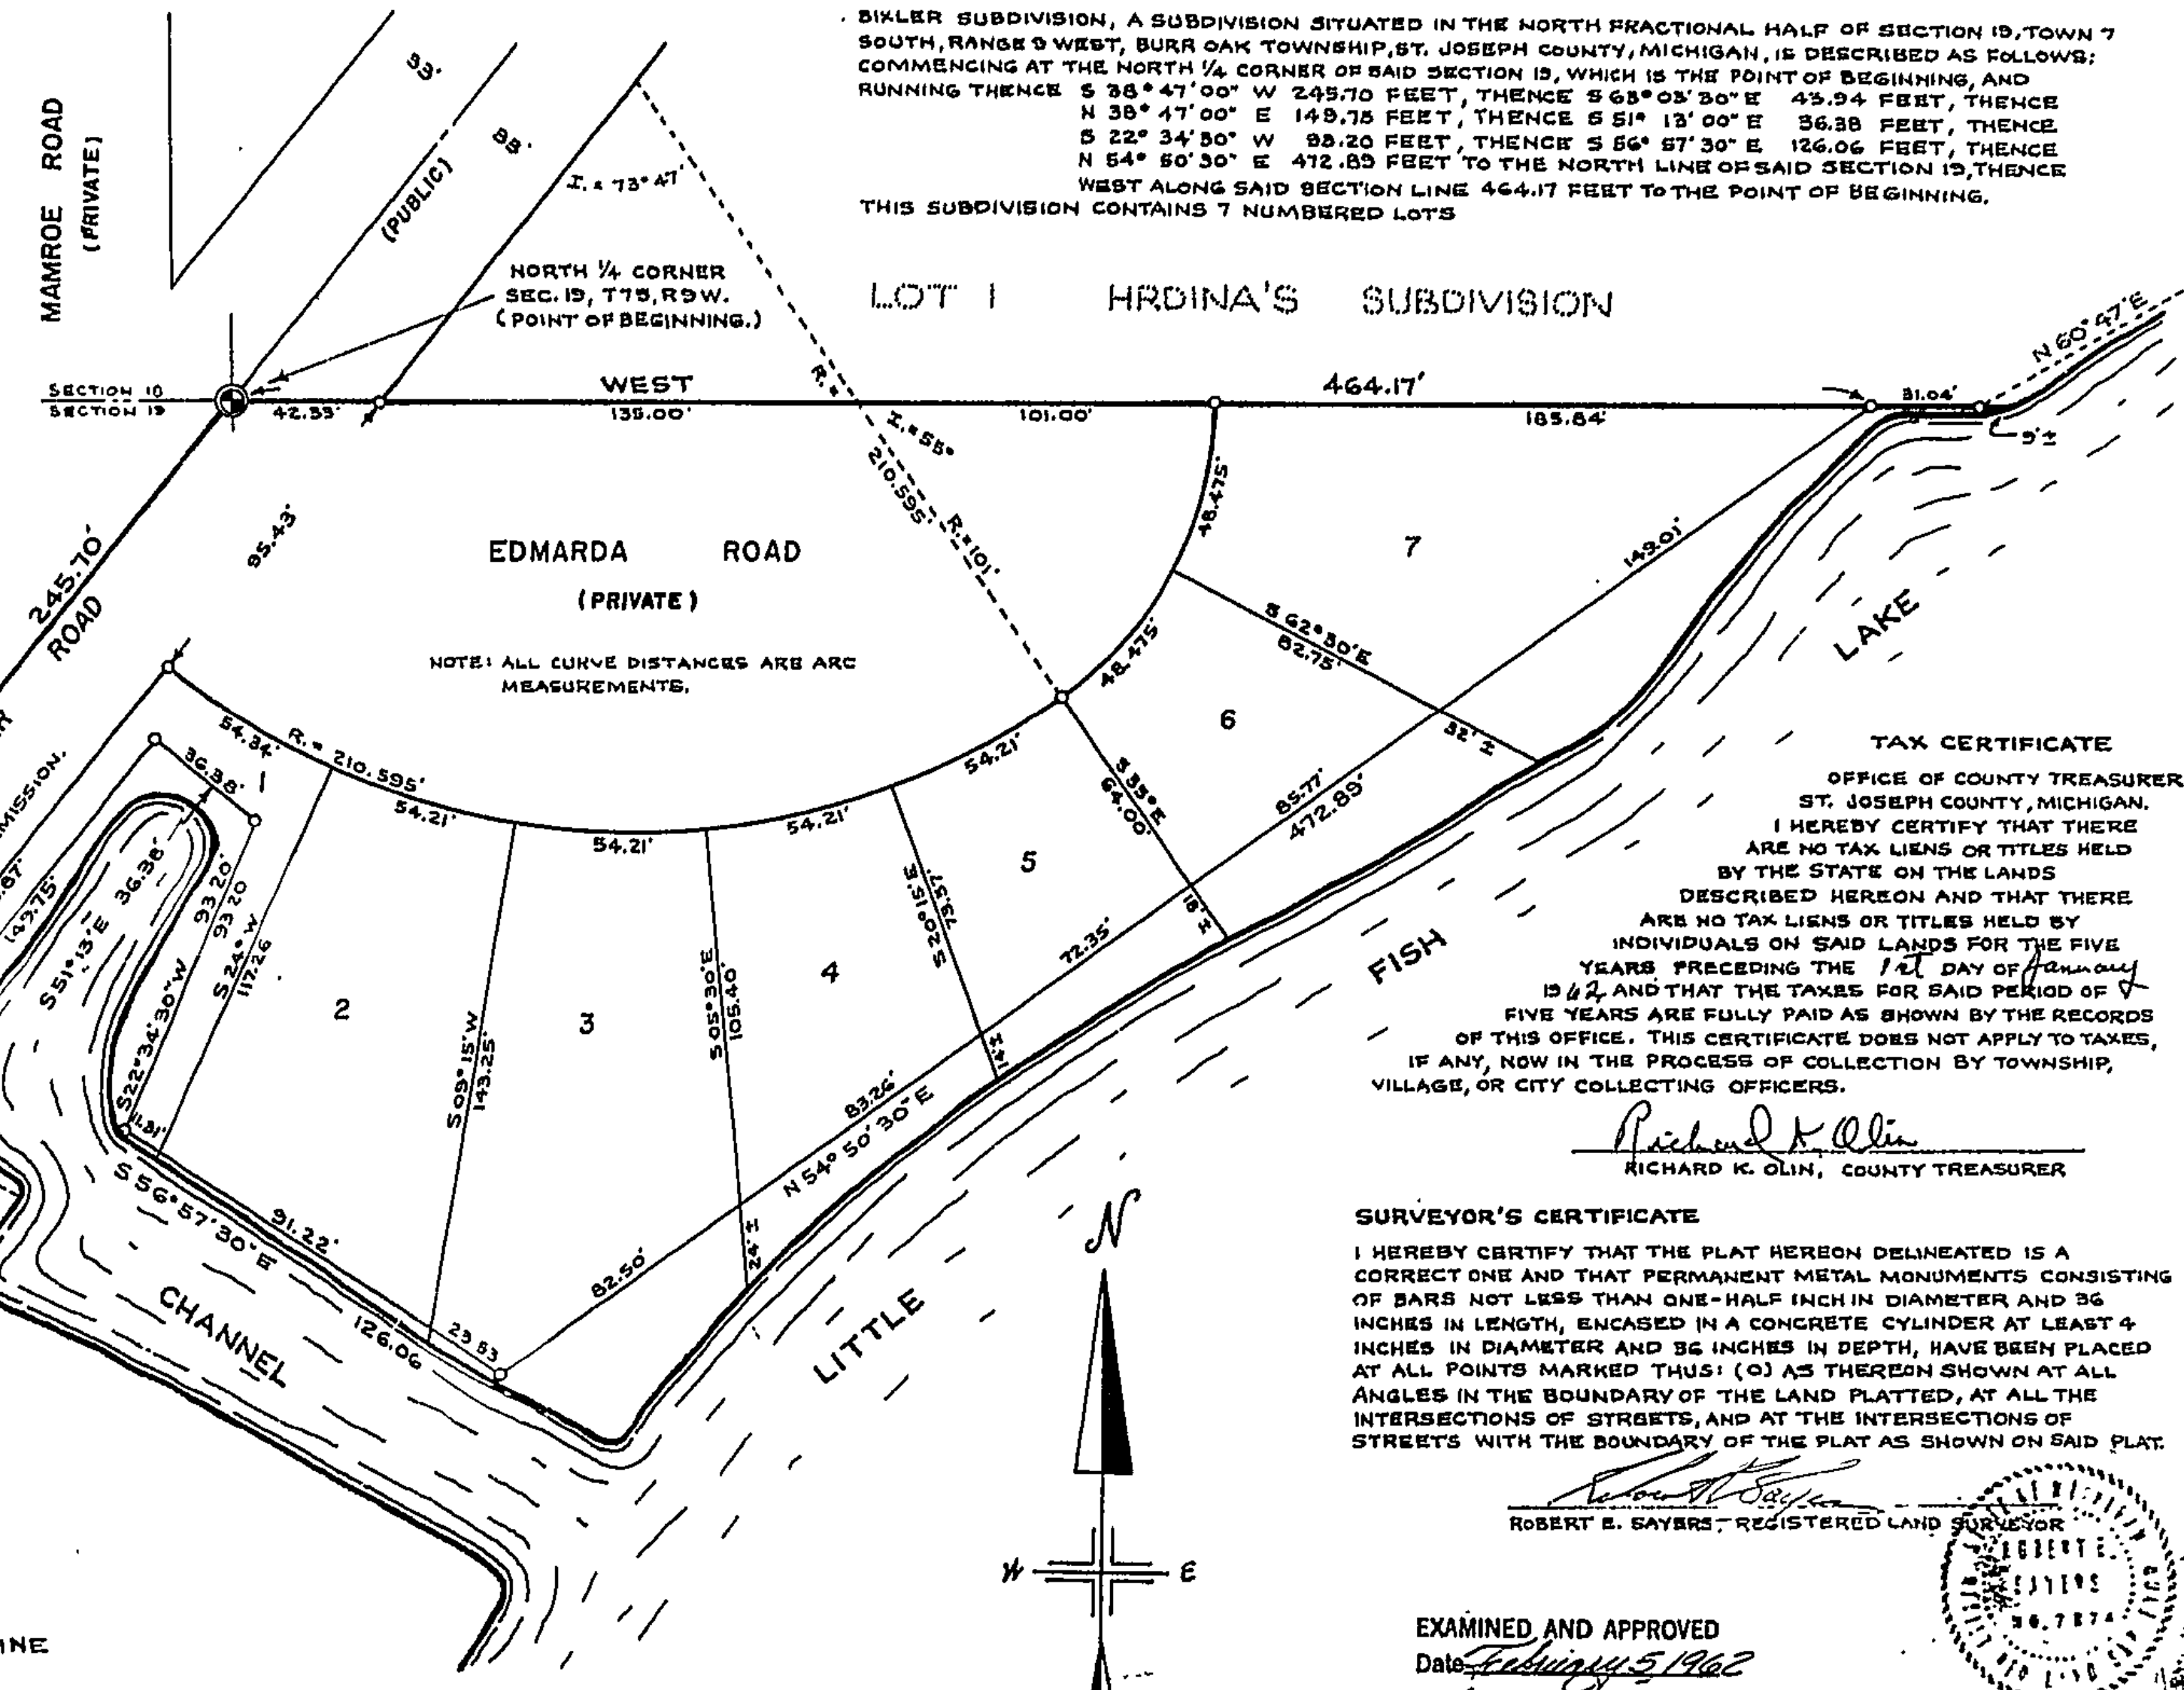 BIXLER SUBDIVISION, A SUBDIVISION SITUATED IN THE NORTH FRACTIONAL HALF OF SECTION 19, TOWN 7
SOUTH, RANGE 9 WEST, BURR OAK TOWNSHIP, ST. JOSEPH COUNTY, MICHIGAN, IS DESCRIBED AS FOLLOWS:
COMMENCING AT THE NORTH 1/4 CORNER OF SAID SECTION 19, WHICH IS THE POINT OF BEGINNING, AND
RUNNING THENCE S 38° 47' 00" W 245.70 FEET, THENCE S 63° 03' 30" E 43.94 FEET, THENCE
N 38° 47' 00" E 149.75 FEET, THENCE S 51° 13' 00" E 36.38 FEET, THENCE
S 22° 34' 30" W 93.20 FEET, THENCE S 56° 57' 30" E 126.06 FEET, THENCE
N 54° 50' 30" E 472.89 FEET TO THE NORTH LINE OF SAID SECTION 19, THENCE
WEST ALONG SAID SECTION LINE 464.17 FEET TO THE POINT OF BEGINNING.
THIS SUBDIVISION CONTAINS 7 NUMBERED LOTS
MAMROE ROAD
(PRIVATE)
33'
33'
(PUBLIC)
I. = 73° 47'
NORTH 1/4 CORNER
SEC. 19, T7S, R9W.
(POINT OF BEGINNING.)
LOT 1 HRDINA'S SUBDIVISION
N 60° 47' E
SECTION 18
SECTION 19
WEST
464.17'
42.33'
135.00'
101.00'
185.84'
31.04'
9' ±
R. =
210.595'
I. = 55°
R. = 101'
48.475'
48.475'
245.70'
ROAD
95.43'
EDMARDA ROAD
(PRIVATE)
NOTE: ALL CURVE DISTANCES ARE ARC
MEASUREMENTS.
7
149.01'
S 62° 30' E
82.75'
32' ±
6
LAKE
54.34'
R. = 210.595'
54.21'
54.21'
54.21'
54.21'
36.38'
1
MISSION.
149.75'
S 51° 13' E 36.38'
93.20'
93.20
S 24° W
117.26
S 22° 34' 30" W
11.31'
2
S 09° 15' W
143.25'
3
S 05° 30' E
105.40'
24' ±
4
S 20° 15' E
73.57'
14' ±
5
S 35° E
64.00'
18' ±
85.77'
472.89'
72.35'
83.26'
N 54° 50' 30" E
82.50'
S 56° 57' 30" E
91.22'
126.06
23.53
CHANNEL
LITTLE
FISH
N
W
E
TAX CERTIFICATE
OFFICE OF COUNTY TREASURER
ST. JOSEPH COUNTY, MICHIGAN.
I HEREBY CERTIFY THAT THERE
ARE NO TAX LIENS OR TITLES HELD
BY THE STATE ON THE LANDS
DESCRIBED HEREON AND THAT THERE
ARE NO TAX LIENS OR TITLES HELD BY
INDIVIDUALS ON SAID LANDS FOR THE FIVE
YEARS PRECEDING THE 1st DAY OF January
1962 AND THAT THE TAXES FOR SAID PERIOD OF
FIVE YEARS ARE FULLY PAID AS SHOWN BY THE RECORDS
OF THIS OFFICE. THIS CERTIFICATE DOES NOT APPLY TO TAXES,
IF ANY, NOW IN THE PROCESS OF COLLECTION BY TOWNSHIP,
VILLAGE, OR CITY COLLECTING OFFICERS.
Richard K. Olin
RICHARD K. OLIN, COUNTY TREASURER
SURVEYOR'S CERTIFICATE
I HEREBY CERTIFY THAT THE PLAT HEREON DELINEATED IS A
CORRECT ONE AND THAT PERMANENT METAL MONUMENTS CONSISTING
OF BARS NOT LESS THAN ONE-HALF INCH IN DIAMETER AND 36
INCHES IN LENGTH, ENCASED IN A CONCRETE CYLINDER AT LEAST 4
INCHES IN DIAMETER AND 36 INCHES IN DEPTH, HAVE BEEN PLACED
AT ALL POINTS MARKED THUS: (O) AS THEREON SHOWN AT ALL
ANGLES IN THE BOUNDARY OF THE LAND PLATTED, AT ALL THE
INTERSECTIONS OF STREETS, AND AT THE INTERSECTIONS OF
STREETS WITH THE BOUNDARY OF THE PLAT AS SHOWN ON SAID PLAT.
ROBERT E. SAYERS - REGISTERED LAND SURVEYOR
ROBERT E.
SAYERS
NO. 7874
EXAMINED AND APPROVED
Date February 5 1962
INE